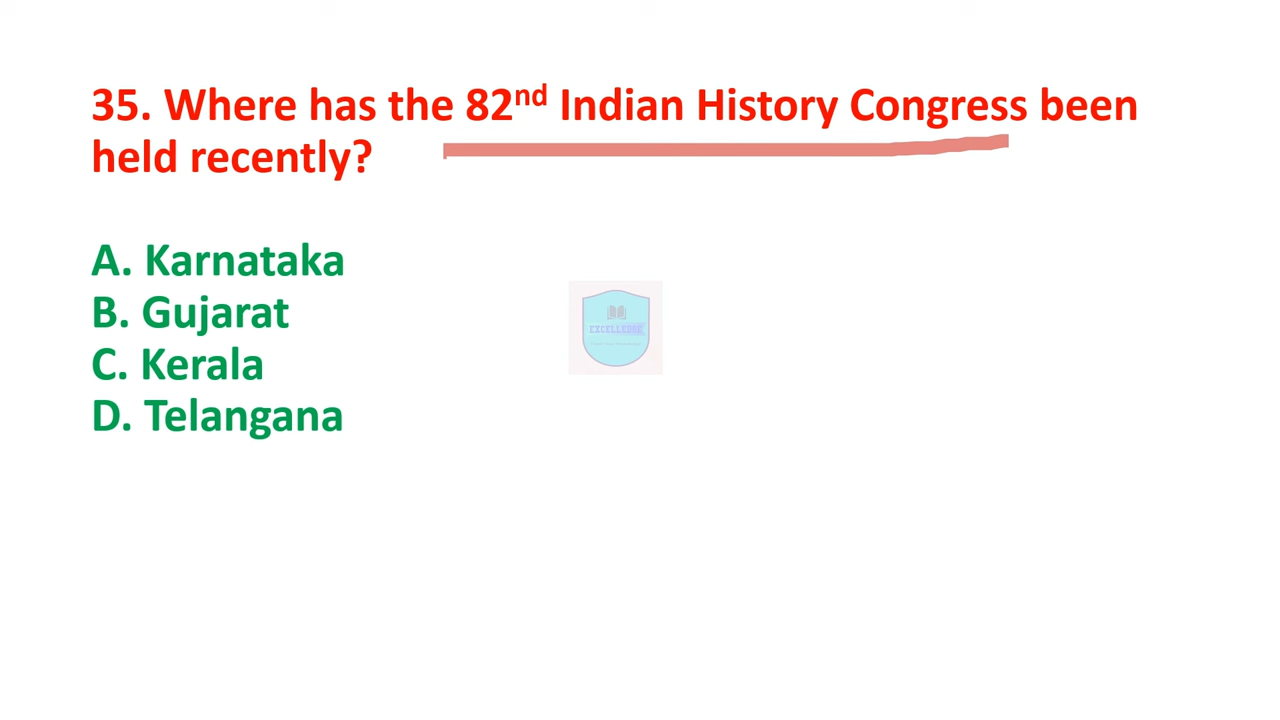 35. Where has the 82nd Indian History Congress been
held recently?
A. Karnataka
B. Gujarat
C. Kerala
D. Telangana